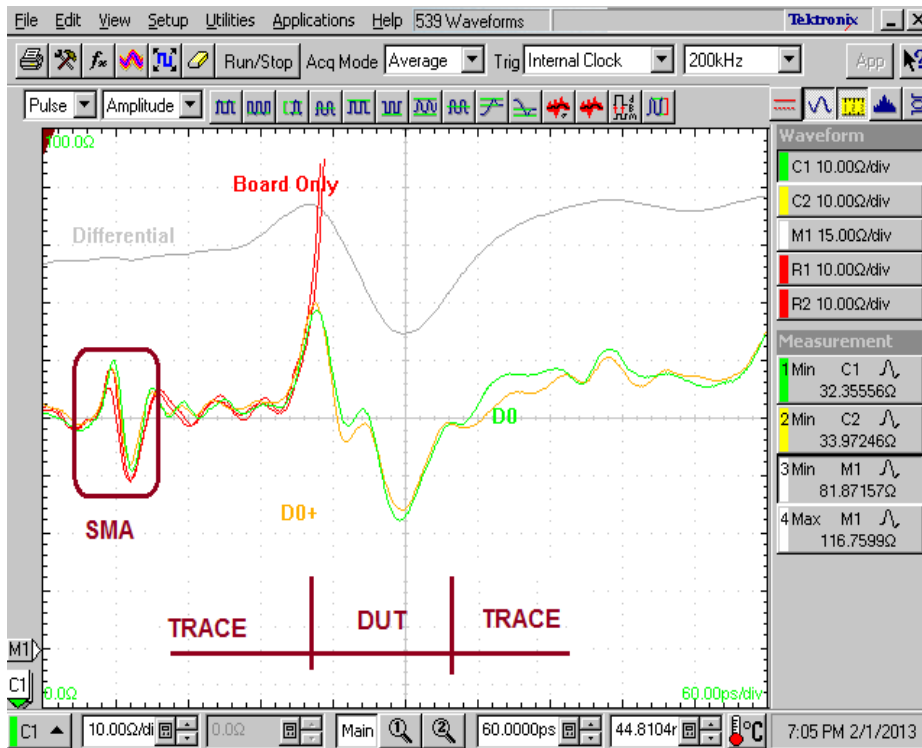 File Edit View Setup Utilities Applications Help 539 Waveforms Tektronix
Run/Stop Acq Mode Average Trig Internal Clock 200kHz App
Pulse Amplitude
100.0Ω
Board Only
Differential
D0
D0+
SMA
TRACE DUT TRACE
M1
C1
0.0Ω 60.00ps/div
Waveform
C1 10.00Ω/div
C2 10.00Ω/div
M1 15.00Ω/div
R1 10.00Ω/div
R2 10.00Ω/div
Measurement
1 Min C1
32.35556Ω
2 Min C2
33.97246Ω
3 Min M1
81.87157Ω
4 Max M1
116.7599Ω
C1 10.00Ω/di 0.0Ω Main 1 2 60.0000ps 44.8104r °C 7:05 PM 2/1/2013